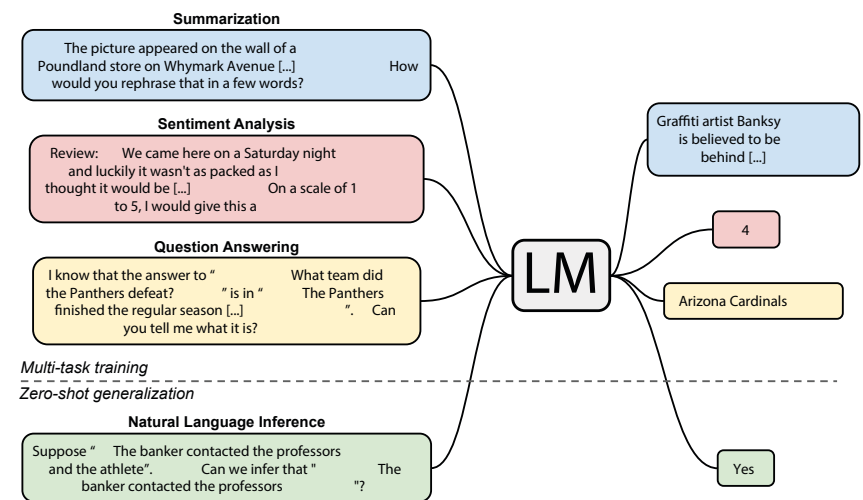 Summarization
The picture appeared on the wall of a
Poundland store on Whymark Avenue [...] How
would you rephrase that in a few words?
Sentiment Analysis
Review: We came here on a Saturday night
and luckily it wasn't as packed as I
thought it would be [...] On a scale of 1
to 5, I would give this a
Question Answering
I know that the answer to “ What team did
the Panthers defeat? ” is in “ The Panthers
finished the regular season [...] ”. Can
you tell me what it is?
Multi-task training
Zero-shot generalization
Natural Language Inference
Suppose “ The banker contacted the professors
and the athlete”. Can we infer that " The
banker contacted the professors "?
LM
Graffiti artist Banksy
is believed to be
behind [...]
4
Arizona Cardinals
Yes